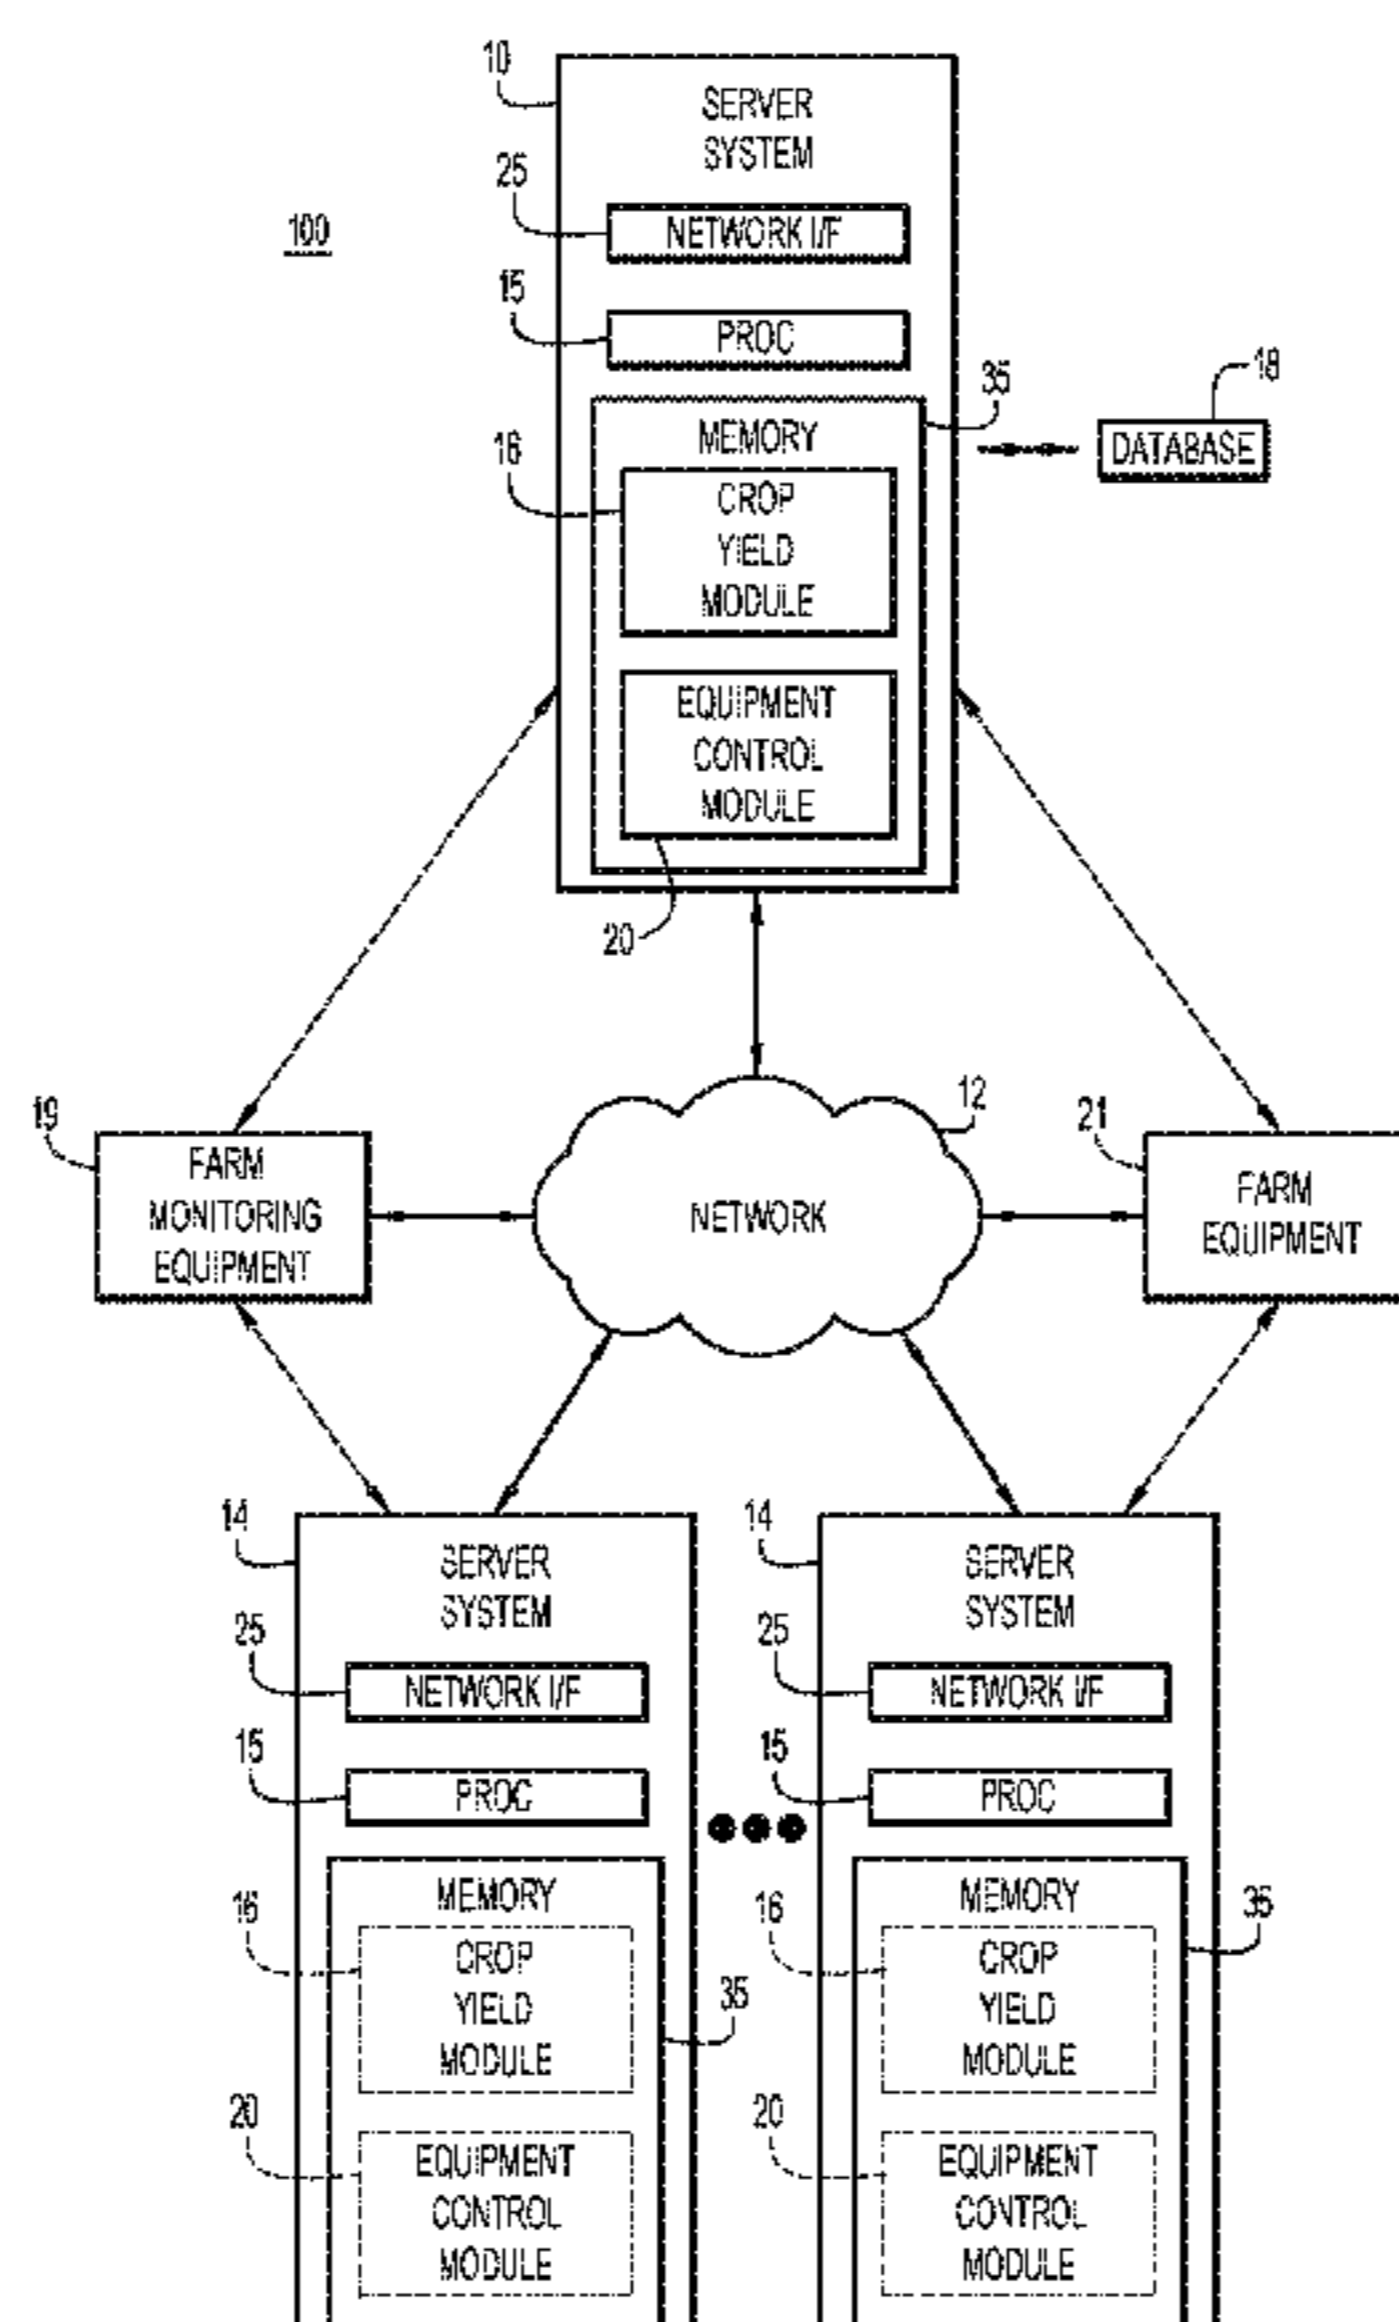 10
SERVER
SYSTEM
25
NETWORK I/F
100
15
PROC
18
35
MEMORY
DATABASE
16
CROP
YIELD
MODULE
EQUIPMENT
CONTROL
MODULE
20
12
19
21
FARM
MONITORING
EQUIPMENT
NETWORK
FARM
EQUIPMENT
14
SERVER
SYSTEM
25
NETWORK I/F
15
PROC
16
MEMORY
CROP
YIELD
MODULE
35
20
EQUIPMENT
CONTROL
MODULE
14
SERVER
SYSTEM
25
NETWORK I/F
15
PROC
16
MEMORY
35
CROP
YIELD
MODULE
20
EQUIPMENT
CONTROL
MODULE